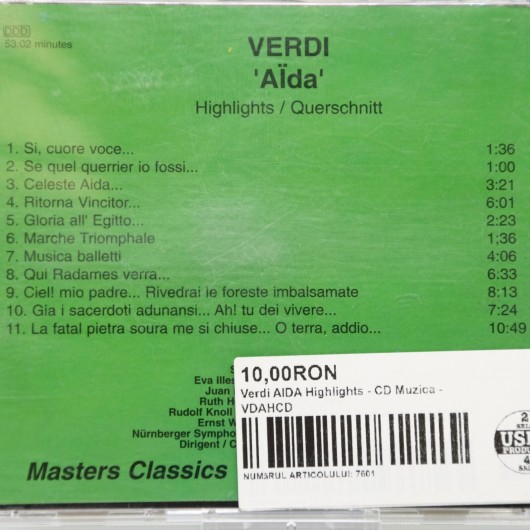 DDD
53.02 minutes
VERDI
'AÏda'
Highlights / Querschnitt
1. Si, cuore voce... 1:36
2. Se quel querrier io fossi... 1:00
3. Celeste Aida... 3:21
4. Ritorna Vincitor... 6:01
5. Gloria all' Egitto... 2:23
6. Marche Triomphale 1:36
7. Musica balletti 4:06
8. Qui Radames verra... 6:33
9. Ciel! mio padre... Rivedrai le foreste imbalsamate 8:13
10. Gia i sacerdoti adunansi... Ah! tu dei vivere... 7:24
11. La fatal pietra soura me si chiuse... O terra, addio... 10:49
Eva Illes
Juan
Ruth
Rudolf Knoll
Ernst
Nürnberger Sympho
Dirigent /
Masters Classics
10,00RON
Verdi AIDA Highlights - CD Muzica -
VDAHCD
NUMĂRUL ARTICOLULUI: 7601